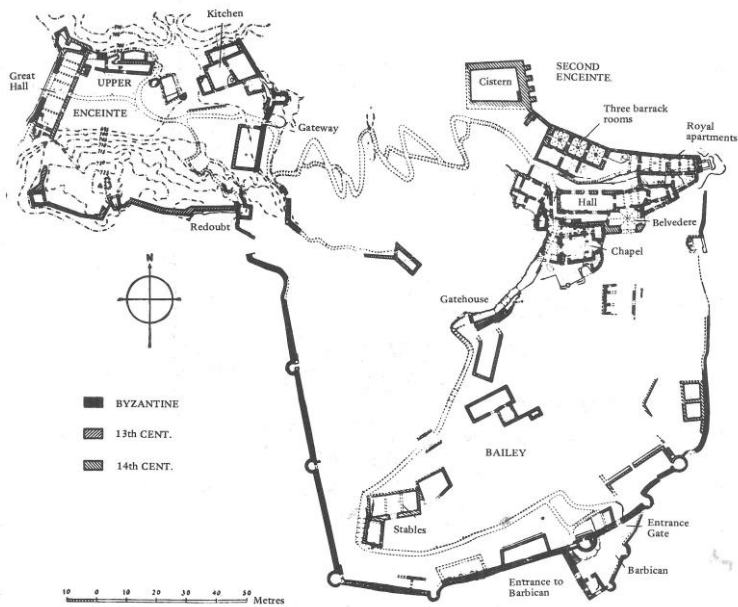 Kitchen
Great
Hall
UPPER
ENCEINTE
Gateway
Redoubt
SECOND
ENCEINTE.
Cistern
Three barrack
rooms
Royal
apartments
Hall
Belvedere
Chapel
Gatehouse
N
BYZANTINE
13th CENT.
14th CENT.
BAILEY
Stables
Entrance
Gate
Entrance to
Barbican
Barbican
10 0 10 20 30 40 50 Metres